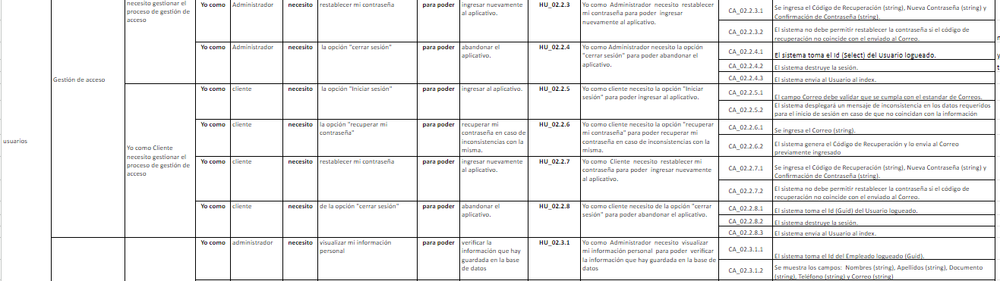 necesito gestionar el
proceso de gestión de
acceso
Yo como Administrador necesito restablecer mi contraseña para poder ingresar nuevamente
al aplicativo.
HU_02.2.3
Yo como  Administrador  necesito  restablecer
mi contraseña para poder  ingresar
nuevamente al aplicativo.
CA_02.2.3.1
Se ingresa el Código de Recuperación (string), Nueva Contraseña (string) y
Confirmación de Contraseña (string).
CA_02.2.3.2
El sistema no debe permitir restablecer la contraseña si el código de
recuperación no coincide con el enviado al Correo.
Yo como Administrador necesito la opción "cerrar sesión" para poder abandonar el
aplicativo.
HU_02.2.4
Yo como Administrador necesito la opción
"cerrar sesión" para poder abandonar el
aplicativo.
CA_02.2.4.1 El sistema toma el Id (Select) del Usuario logueado.
CA_02.2.4.2 El sistema destruye la sesión.
CA_02.2.4.3 El sistema envía al Usuario al index.
y
t
Gestión de acceso
usuarios
Yo como Cliente
necesito gestionar el
proceso de gestión de
acceso
Yo como cliente necesito la opción "Iniciar sesión" para poder ingresar al aplicativo. HU_02.2.5
Yo como cliente necesito la opción "Iniciar
sesión" para poder ingresar al aplicativo.
CA_02.2.5.1 El campo Correo debe validar que se cumpla con el estandar de Correos.
CA_02.2.5.2
El sistema desplegará un mensaje de inconsistencia en los datos requeridos
para el inicio de sesión en caso de que no coincidan con la información
Yo como cliente necesito la opción "recuperar mi
contraseña"
para poder recuperar mi
contraseña en caso de
inconsistencias con la
misma.
HU_02.2.6
Yo como cliente necesito la opción "recuperar
mi contraseña" para poder recuperar mi
contraseña en caso de inconsistencias con la
misma.
CA_02.2.6.1 Se ingresa el Correo (string).
CA_02.2.6.2
El sistema genera el Código de Recuperación y lo envía al Correo
previamente ingresado
Yo como cliente necesito restablecer mi contraseña para poder ingresar nuevamente
al aplicativo.
HU_02.2.7
Yo como  Cliente  necesito  restablecer mi
contraseña para poder  ingresar nuevamente
al aplicativo.
CA_02.2.7.1
Se ingresa el Código de Recuperación (string), Nueva Contraseña (string) y
Confirmación de Contraseña (string).
CA_02.2.7.2
El sistema no debe permitir restablecer la contraseña si el código de
recuperación no coincide con el enviado al Correo.
Yo como cliente necesito de la opción "cerrar sesión" para poder abandonar el
aplicativo.
HU_02.2.8
Yo como cliente necesito de la opción "cerrar
sesión" para poder abandonar el aplicativo.
CA_02.2.8.1 El sistema toma el Id (Guid) del Usuario logueado.
CA_02.2.8.2 El sistema destruye la sesión.
CA_02.2.8.3 El sistema envía al Usuario al index.
Yo como administrador necesito visualizar mi información
personal
para poder verificar la
información que hay
guardada en la base
de datos
HU_02.3.1
Yo como  Administrador  necesito  visualizar
mi información personal  para poder  verificar
la información que hay guardada en la base de
datos
CA_02.3.1.1 El sistema toma el Id del Empleado logueado (Guid).
CA_02.3.1.2
Se muestra los campos:  Nombres (string), Apellidos (string), Documento
(string), Teléfono (string) y Correo (string)